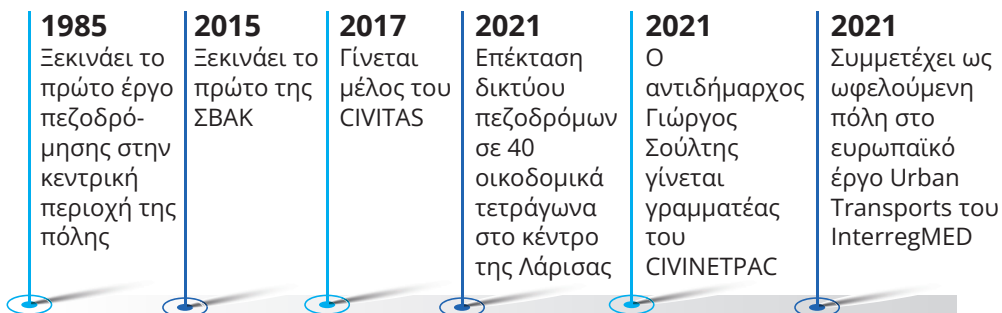 1985
Ξεκινάει το
πρώτο έργο
πεζοδρό-
μησης στην
κεντρική
περιοχή της
πόλης
2015
Ξεκινάει το
πρώτο της
ΣΒΑΚ
2017
Γίνεται
μέλος του
CIVITAS
2021
Επέκταση
δικτύου
πεζοδρόμων
σε 40
οικοδομικά
τετράγωνα
στο κέντρο
της Λάρισας
2021
Ο
αντιδήμαρχος
Γιώργος
Σούλτης
γίνεται
γραμματέας
του
CIVINETPAC
2021
Συμμετέχει ως
ωφελούμενη
πόλη στο
ευρωπαϊκό
έργο Urban
Transports του
InterregMED